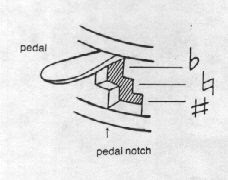 pedal
♭
♮
♯
pedal notch